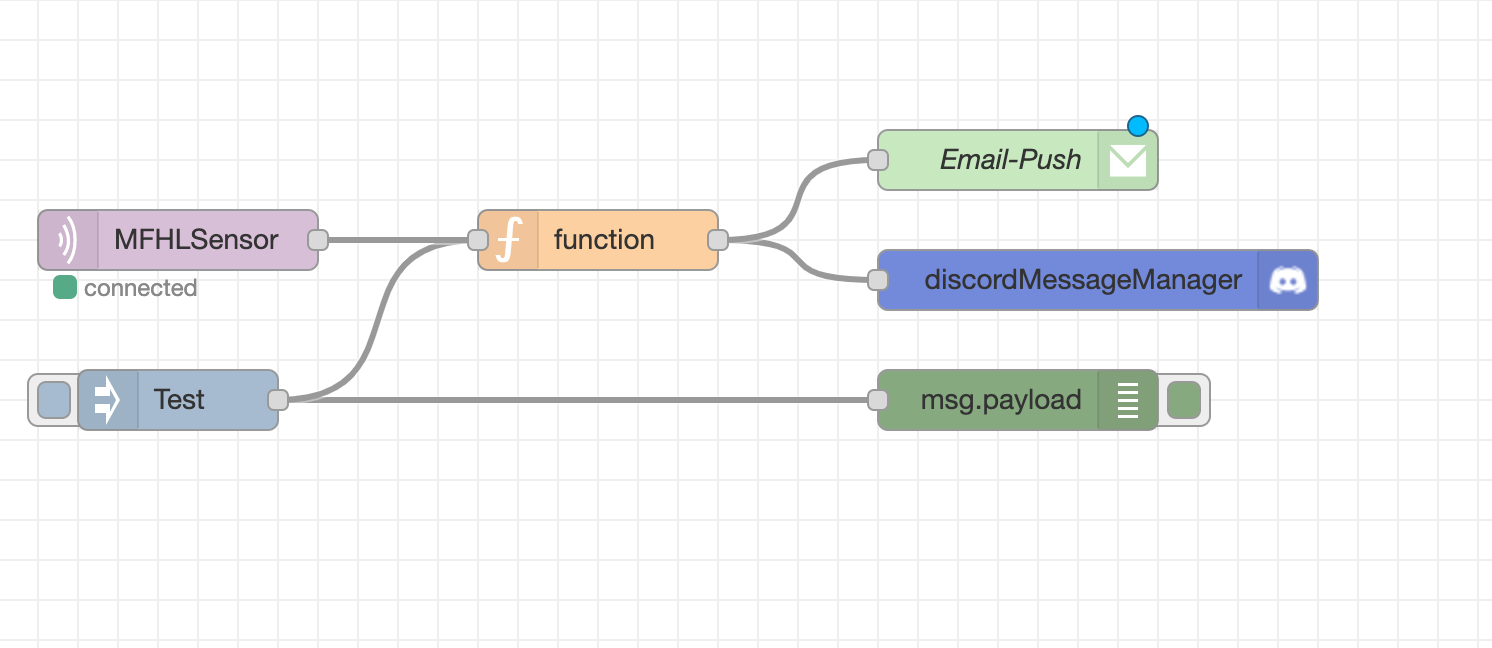 Email-Push
MFHLSensor
function
connected
discordMessageManager
Test
msg.payload